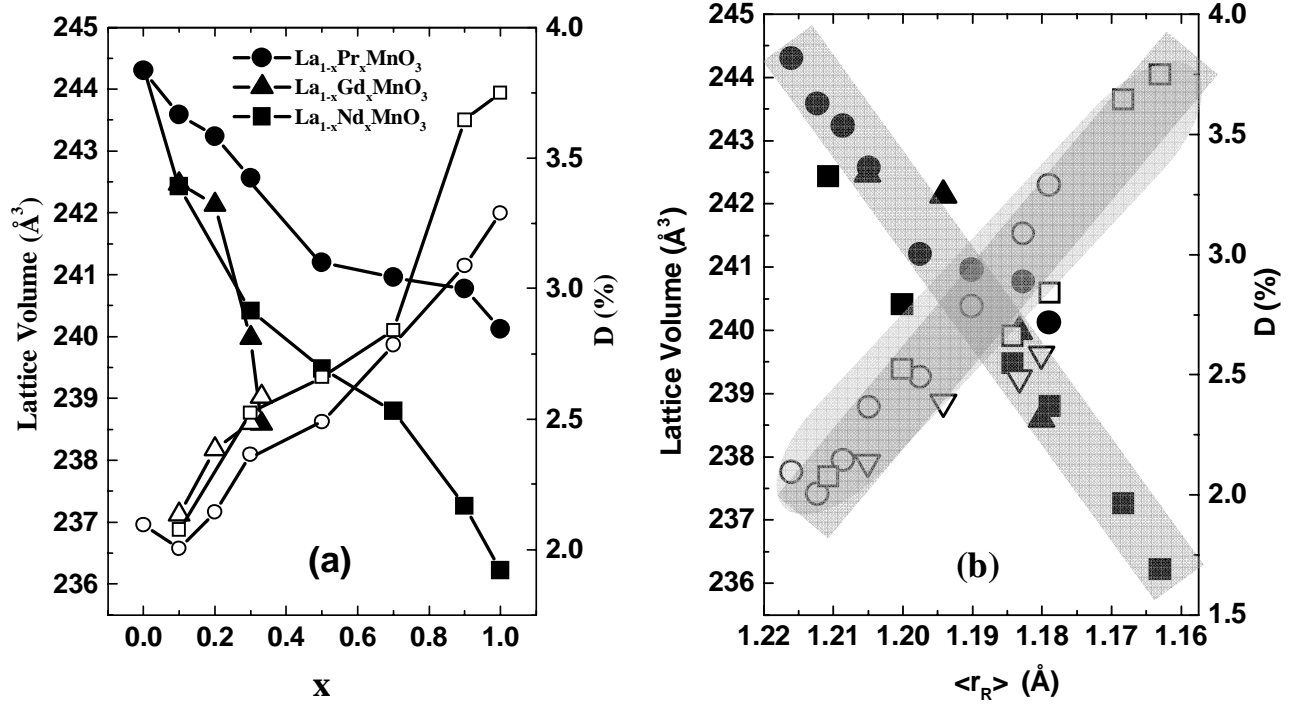 245
244
243
242
241
240
239
238
237
236
Lattice Volume (Å³)
La₁₋ₓPrₓMnO₃
La₁₋ₓGdₓMnO₃
La₁₋ₓNdₓMnO₃
(a)
4.0
3.5
3.0
2.5
2.0
D (%)
0.0 0.2 0.4 0.6 0.8 1.0
x
245
244
243
242
241
240
239
238
237
236
Lattice Volume (Å³)
(b)
4.0
3.5
3.0
2.5
2.0
1.5
D (%)
1.22 1.21 1.20 1.19 1.18 1.17 1.16
<r_R> (Å)